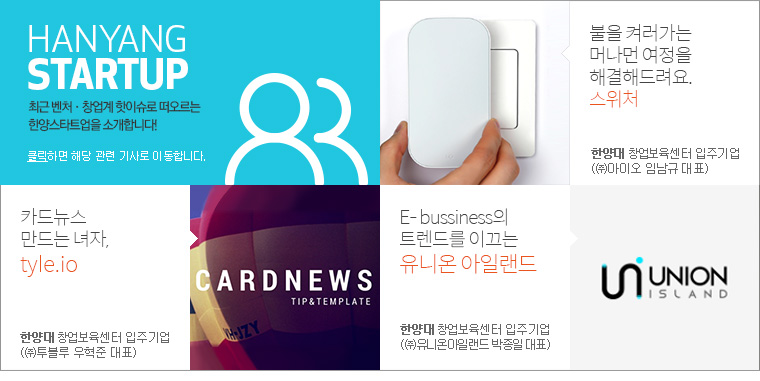 HANYANG
STARTUP
최근 벤처 · 창업계 핫이슈로 떠오르는
한양스타트업을 소개합니다!
클릭하면 해당 관련 기사로 이동합니다.
불을 켜러가는
머나먼 여정을
해결해드려요.
스위처
한양대 창업보육센터 입주기업
(㈜아이오 임남규 대표)
카드뉴스
만드는 녀자,
tyle.io
한양대 창업보육센터 입주기업
(㈜투블루 우혁준 대표)
CARDNEWS
TIP&TEMPLATE
HHJZY
E- bussiness의
트렌드를 이끄는
유니온 아일랜드
한양대 창업보육센터 입주기업
(㈜유니온아일랜드 박종일 대표)
UNION
ISLAND